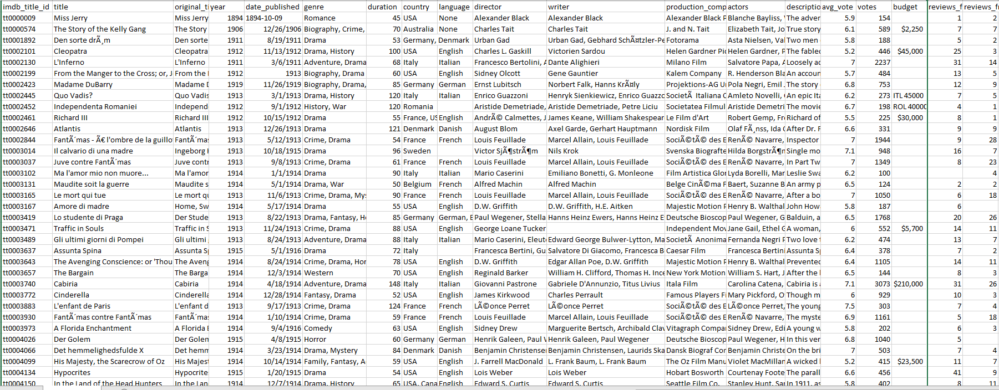 imdb_title_id title original_ti year date_published genre duration country language director writer production_comp actors descriptio avg_vote votes budget reviews_f reviews_fr
tt0000009 Miss Jerry Miss Jerry 1894 1894-10-09 Romance 45 USA None Alexander Black Alexander Black Alexander Black P Blanche Bayliss, The adver 5.9 154 1 2
tt0000574 The Story of the Kelly Gang The Story 1906 12/26/1906 Biography, Crime, 70 Australia None Charles Tait Charles Tait J. and N. Tait Elizabeth Tait, Jo True story 6.1 589 $2,250 7 7
tt0001892 Den sorte drÃ¸m Den sorte 1911 8/19/1911 Drama 53 Germany, Denmark Urban Gad Urban Gad, Gebhard SchÃ¤tzler-Pe Fotorama Asta Nielsen, Val Two men 5.8 188 5 2
tt0002101 Cleopatra Cleopatra 1912 11/13/1912 Drama, History 100 USA English Charles L. Gaskill Victorien Sardou Helen Gardner Pic Helen Gardner, P The fabled 5.2 446 $45,000 25 3
tt0002130 L'Inferno L'Inferno 1911 3/6/1911 Adventure, Drama 68 Italy Italian Francesco Bertolini, A Dante Alighieri Milano Film Salvatore Papa, A Loosely ad 7 2237 31 14
tt0002199 From the Manger to the Cross; or, J From the 1912 1913 Biography, Drama 60 USA English Sidney Olcott Gene Gauntier Kalem Company R. Henderson Bla An accoun 5.7 484 13 5
tt0002423 Madame DuBarry Madame D 1919 11/26/1919 Biography, Drama, 85 Germany German Ernst Lubitsch Norbert Falk, Hanns KrÃ¤ly Projektions-AG U Pola Negri, Emil The story 6.8 753 12 9
tt0002445 Quo Vadis? Quo Vadis 1913 3/1/1913 Drama, History 120 Italy Italian Enrico Guazzoni Henryk Sienkiewicz, Enrico Guazzo SocietÃ Italiana C Amleto Novelli, An epic Ita 6.2 273 ITL 45000 7 5
tt0002452 Independenta Romaniei Independ 1912 9/1/1912 History, War 120 Romania Aristide Demetriade, Aristide Demetriade, Petre Liciu Societatea Filmul Aristide Demetri The movie 6.7 198 ROL 40000 4 1
tt0002461 Richard III Richard III 1912 10/15/1912 Drama 55 France, US English AndrÃ© Calmettes, J James Keane, William Shakespear Le Film d'Art Robert Gemp, Fre Richard of 5.5 225 $30,000 8 1
tt0002646 Atlantis Atlantis 1913 12/26/1913 Drama 121 Denmark Danish August Blom Axel Garde, Gerhart Hauptmann Nordisk Film Olaf FÃ¸nss, Ida O After Dr. F 6.6 331 9 9
tt0002844 FantÃ´mas - Ã€ l'ombre de la guillo FantÃ´mas 1913 5/12/1913 Crime, Drama 54 France French Louis Feuillade Marcel Allain, Louis Feuillade SociÃ©tÃ© des E RenÃ© Navarre, Inspector 7 1944 9 28
tt0003014 Il calvario di una madre Ingeborg H 1913 10/18/1915 Drama 96 Sweden Victor SjÃ¶strÃ¶m Nils Krok Svenska Biografte Hilda BorgstrÃ¶m Single mo 7.1 948 16 7
tt0003037 Juve contre FantÃ´mas Juve contr 1913 9/8/1913 Crime, Drama 61 France French Louis Feuillade Marcel Allain, Louis Feuillade SociÃ©tÃ© des E RenÃ© Navarre, In Part Tw 7 1349 8 23
tt0003102 Ma l'amor mio non muore... Ma l'amor 1914 1/1/1914 Drama 90 Italy Italian Mario Caserini Emiliano Bonetti, G. Monleone Film Artistica Glor Lyda Borelli, Mar Leslie Swa 6.2 100 4
tt0003131 Maudite soit la guerre Maudite s 1914 5/1/1914 Drama, War 50 Belgium French Alfred Machin Alfred Machin Belge CinÃ©ma F Baert, Suzanne B An army p 6.5 124 2 2
tt0003165 Le mort qui tue Le mort qu 1913 11/6/1913 Crime, Drama, Mys 90 France French Louis Feuillade Marcel Allain, Louis Feuillade SociÃ©tÃ© des E RenÃ© Navarre, After a bo 7 1050 6 18
tt0003167 Amore di madre Home, Sw 1914 5/17/1914 Drama 55 USA English D.W. Griffith D.W. Griffith, H.E. Aitken Majestic Motion P Henry B. Walthal John How 5.8 187 6
tt0003419 Lo studente di Praga Der Stude 1913 8/22/1913 Drama, Fantasy, Ho 85 Germany German, E Paul Wegener, Stella Hanns Heinz Ewers, Hanns Heinz E Deutsche Bioscop Paul Wegener, G Balduin, a 6.5 1768 20 26
tt0003471 Traffic in Souls Traffic in S 1913 11/24/1913 Crime, Drama 88 USA English George Loane Tucker Independent Mov Jane Gail, Ethel G A woman, 6 552 $5,700 14 11
tt0003489 Gli ultimi giorni di Pompei Gli ultimi 1913 8/24/1913 Adventure, Drama 88 Italy Italian Mario Caserini, Eleut Edward George Bulwer-Lytton, Ma SocietÃ Anonima Fernanda Negri P Two love 6.2 474 13 7
tt0003637 Assunta Spina Assunta Sp 1915 5/1/1916 Drama 72 Italy Francesca Bertini, Gu Salvatore Di Giacomo, Francesca B Caesar Film Francesca Bertin Assunta Sp 6.4 378 7 2
tt0003643 The Avenging Conscience: or 'Thou The Aveng 1914 8/24/1914 Crime, Drama, Hor 78 USA English D.W. Griffith Edgar Allan Poe, D.W. Griffith Majestic Motion P Henry B. Walthal Prevented 6.4 1105 14 11
tt0003657 The Bargain The Barga 1914 12/3/1914 Western 70 USA English Reginald Barker William H. Clifford, Thomas H. Ince New York Motion William S. Hart, J After the 6.5 144 8 3
tt0003740 Cabiria Cabiria 1914 4/18/1914 Adventure, Drama 148 Italy Italian Giovanni Pastrone Gabriele D'Annunzio, Titus Livius Itala Film Carolina Catena, Cabiria is 7.1 3073 $210,000 31 26
tt0003772 Cinderella Cinderella 1914 12/28/1914 Fantasy, Drama 52 USA English James Kirkwood Charles Perrault Famous Players F Mary Pickford, O Though m 6 929 10 3
tt0003883 L'enfant de Paris L'enfant d 1913 9/17/1913 Crime, Drama 124 France French LÃ©once Perret LÃ©once Perret SociÃ©tÃ© des E LÃ©once Perret, The young 7.5 303 7 4
tt0003930 FantÃ´mas contre FantÃ´mas FantÃ´mas 1914 1/10/1914 Crime, Drama 59 France French Louis Feuillade Marcel Allain, Louis Feuillade SociÃ©tÃ© des E RenÃ© Navarre, The myste 6.9 1161 5 18
tt0003973 A Florida Enchantment A Florida E 1914 9/4/1916 Comedy 63 USA English Sidney Drew Marguerite Bertsch, Archibald Clav Vitagraph Compa Sidney Drew, Edi A young w 5.8 202 6 3
tt0004026 Der Golem Der Golem 1915 4/8/1915 Horror 60 Germany German Henrik Galeen, Paul W Henrik Galeen, Paul Wegener Deutsche Bioscop Paul Wegener, H In this ver 6.8 1040 5
tt0004066 Det hemmelighedsfulde X Det hemm 1914 3/23/1914 Drama, Mystery 84 Denmark Danish Benjamin Christensen Benjamin Christensen, Laurids Ska Dansk Biograf Cor Benjamin Christe On the bri 7 503 7 4
tt0004099 His Majesty, the Scarecrow of Oz His Majest 1914 10/14/1914 Family, Fantasy, A 59 USA English J. Farrell MacDonald L. Frank Baum, L. Frank Baum The Oz Film Manu Violet MacMillan A wicked 5.2 415 $23,500 11 7
tt0004134 Hypocrites Hypocrite 1915 1/20/1915 Drama 54 USA English Lois Weber Lois Weber Hobart Bosworth Courtenay Foote The parall 6.6 456 41 9
tt0004150 In the Land of the Head Hunters In the Lan 1914 12/7/1914 Drama, History 65 USA, Cana English Edward S. Curtis Edward S. Curtis Seattle Film Co. Stanley Hunt, Sar In 1911, as 5.8 402 8 11